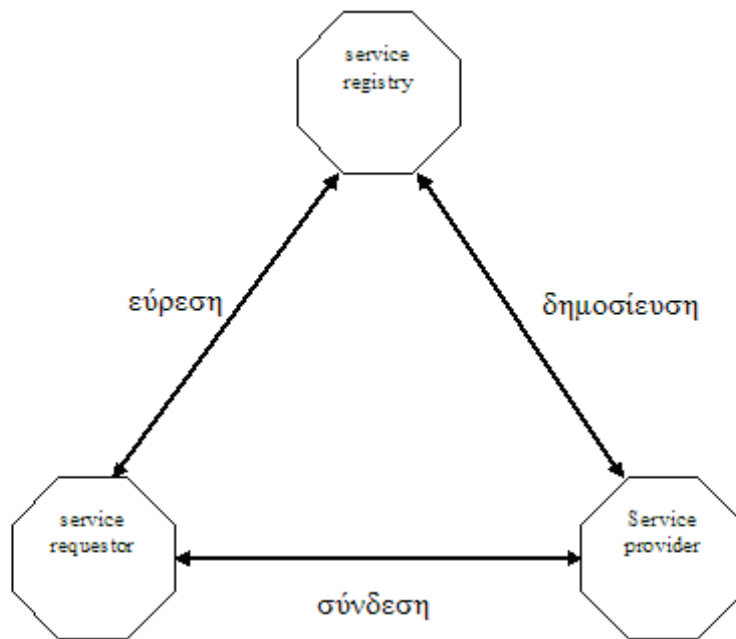 service
registry
εύρεση
δημοσίευση
service
requestor
Service
provider
σύνδεση